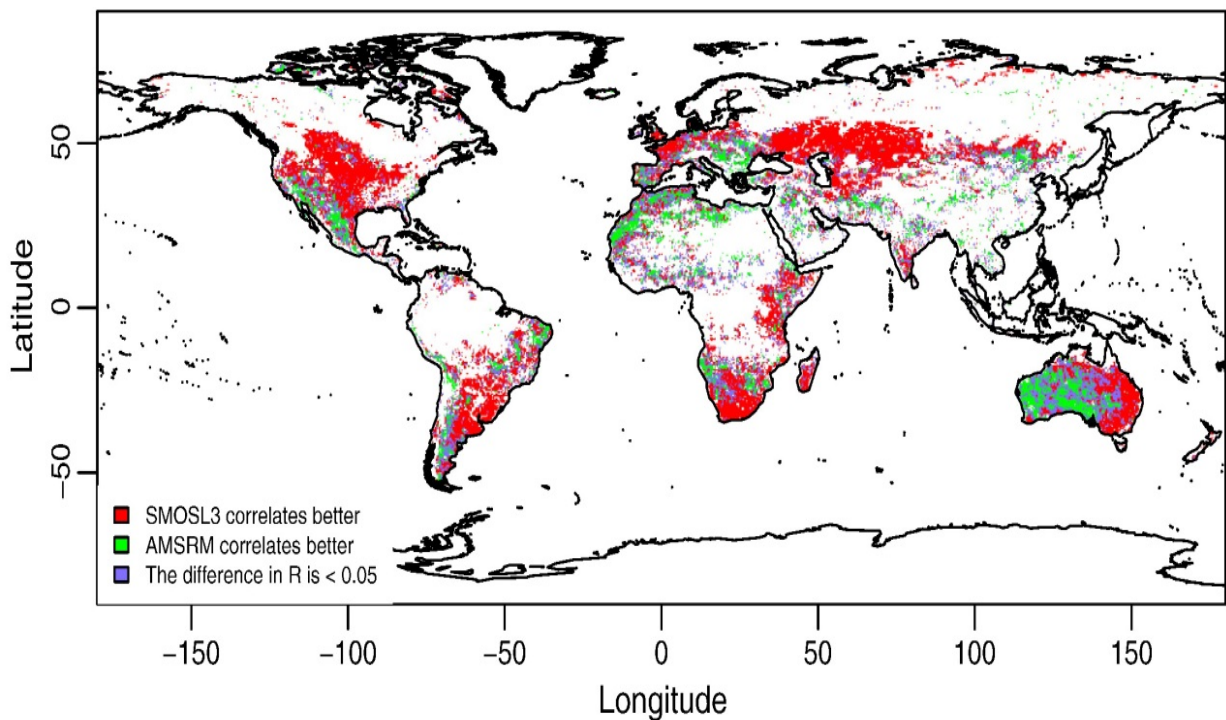 Latitude
50
0
−50
SMOSL3 correlates better
AMSRM correlates better
The difference in R is < 0.05
−150 −100 −50 0 50 100 150
Longitude